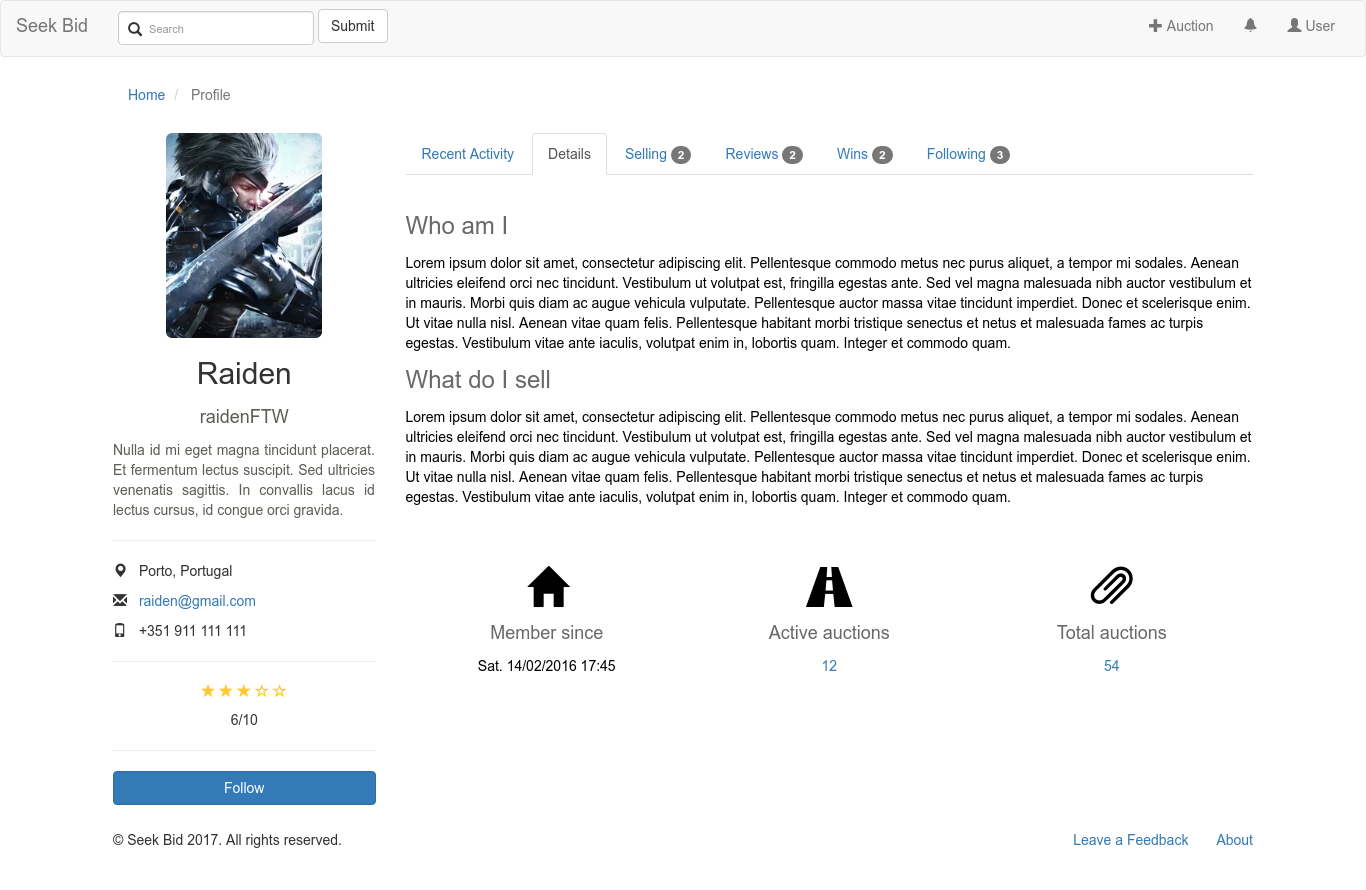 Seek Bid
Search
Submit
Auction
User
Home / Profile
Recent Activity
Details
Selling 2
Reviews 2
Wins 2
Following 3
Raiden
raidenFTW
Nulla id mi eget magna tincidunt placerat.
Et fermentum lectus suscipit. Sed ultricies
venenatis sagittis. In convallis lacus id
lectus cursus, id congue orci gravida.
Porto, Portugal
raiden@gmail.com
+351 911 111 111
6/10
Follow
Who am I
Lorem ipsum dolor sit amet, consectetur adipiscing elit. Pellentesque commodo metus nec purus aliquet, a tempor mi sodales. Aenean
ultricies eleifend orci nec tincidunt. Vestibulum ut volutpat est, fringilla egestas ante. Sed vel magna malesuada nibh auctor vestibulum et
in mauris. Morbi quis diam ac augue vehicula vulputate. Pellentesque auctor massa vitae tincidunt imperdiet. Donec et scelerisque enim.
Ut vitae nulla nisl. Aenean vitae quam felis. Pellentesque habitant morbi tristique senectus et netus et malesuada fames ac turpis
egestas. Vestibulum vitae ante iaculis, volutpat enim in, lobortis quam. Integer et commodo quam.
What do I sell
Lorem ipsum dolor sit amet, consectetur adipiscing elit. Pellentesque commodo metus nec purus aliquet, a tempor mi sodales. Aenean
ultricies eleifend orci nec tincidunt. Vestibulum ut volutpat est, fringilla egestas ante. Sed vel magna malesuada nibh auctor vestibulum et
in mauris. Morbi quis diam ac augue vehicula vulputate. Pellentesque auctor massa vitae tincidunt imperdiet. Donec et scelerisque enim.
Ut vitae nulla nisl. Aenean vitae quam felis. Pellentesque habitant morbi tristique senectus et netus et malesuada fames ac turpis
egestas. Vestibulum vitae ante iaculis, volutpat enim in, lobortis quam. Integer et commodo quam.
Member since
Sat. 14/02/2016 17:45
Active auctions
12
Total auctions
54
© Seek Bid 2017. All rights reserved.
Leave a Feedback
About